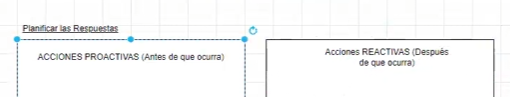 Planificar las Respuestas
ACCIONES PROACTIVAS (Antes de que ocurra)
Acciones REACTIVAS (Después
de que ocurra)